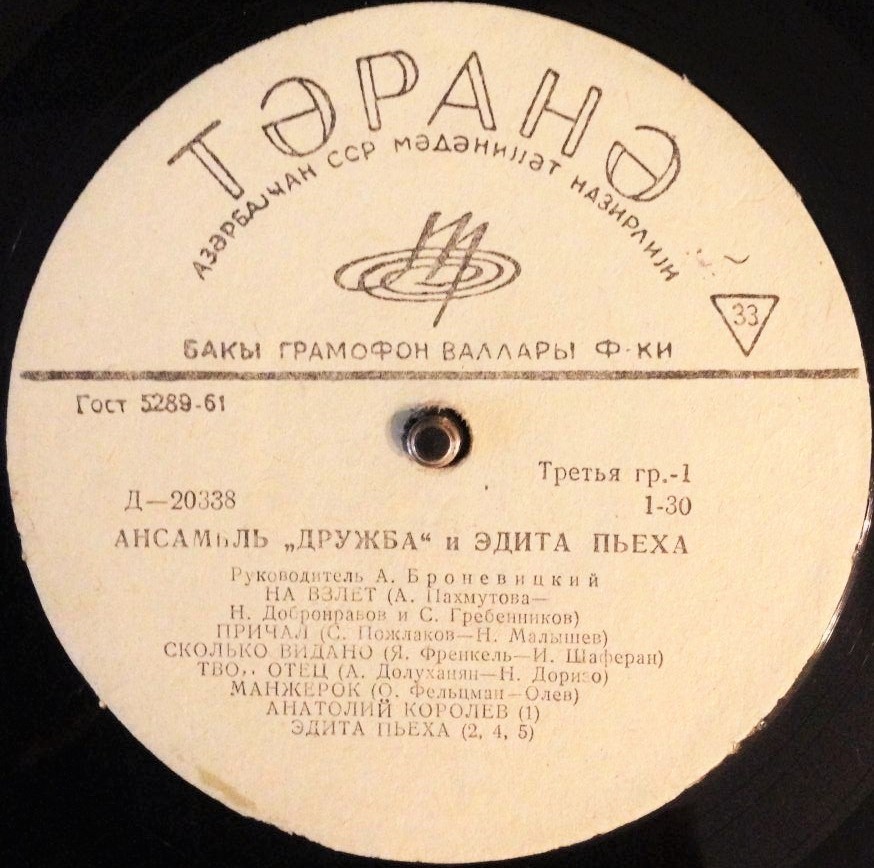 ТӘРАНӘ
АЗӘРБАЈҸАН ССР МӘДӘНИЈЈӘТ НАЗИРЛИЈИ
33
БАКЫ ГРАМОФОН ВАЛЛАРЫ Ф-КИ
Гост 5289-61
Третья гр.-1
Д—20338
1-30
АНСАМБЛЬ „ДРУЖБА“ и ЭДИТА ПЬЕХА
Руководитель А. Броневицкий
НА ВЗЛЕТ (А. Пахмутова—
Н. Добронравов и С. Гребенников)
ПРИЧАЛ (С. Пожлаков—Н. Малышев)
СКОЛЬКО ВИДАНО (Я. Френкель—И. Шаферан)
ОТЕЦ (А. Долуханян—Н. Доризо)
МАНЖЕРОК (О. Фельцман—Олев)
АНАТОЛИЙ КОРОЛЕВ (1)
ЭДИТА ПЬЕХА (2, 4, 5)